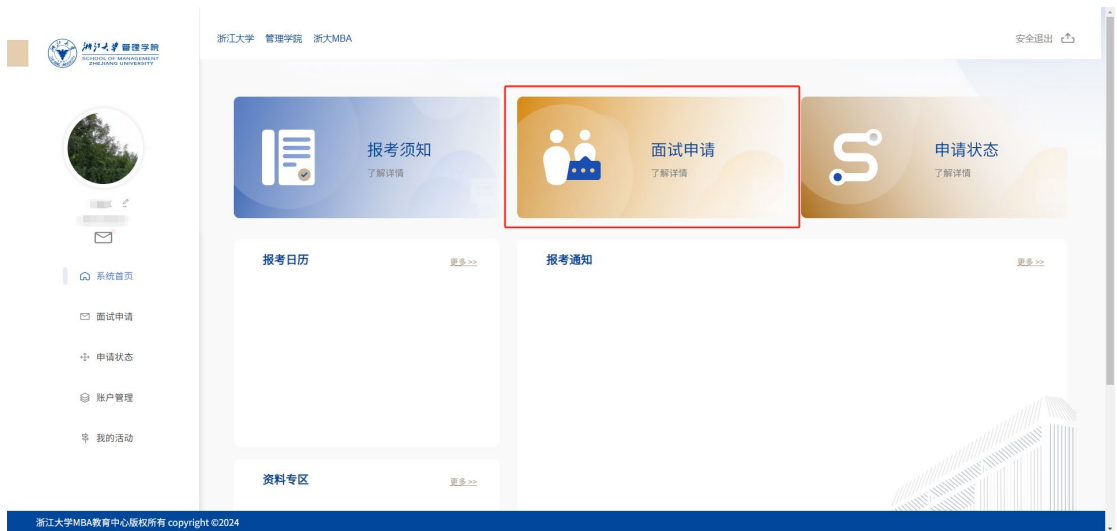 浙江大学 管理学院
SCHOOL OF MANAGEMENT
ZHEJIANG UNIVERSITY
浙江大学 管理学院 浙大MBA
安全退出
报考须知
了解详情
面试申请
了解详情
申请状态
了解详情
系统首页
面试申请
申请状态
账户管理
我的活动
报考日历
更多>>
报考通知
更多>>
资料专区
更多>>
浙江大学MBA教育中心版权所有 copyright ©2024